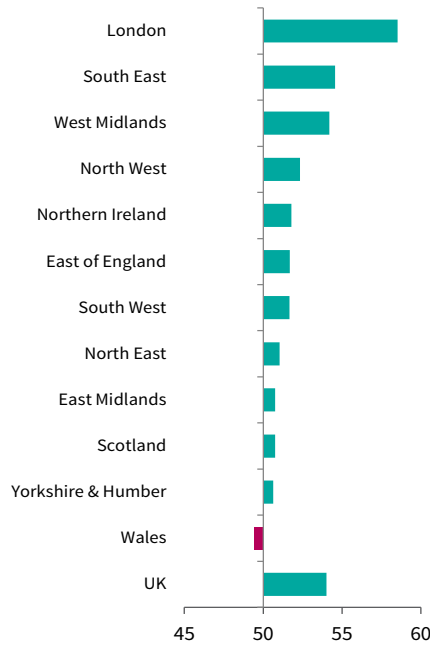 London
South East
West Midlands
North West
Northern Ireland
East of England
South West
North East
East Midlands
Scotland
Yorkshire & Humber
Wales
UK
45 50 55 60